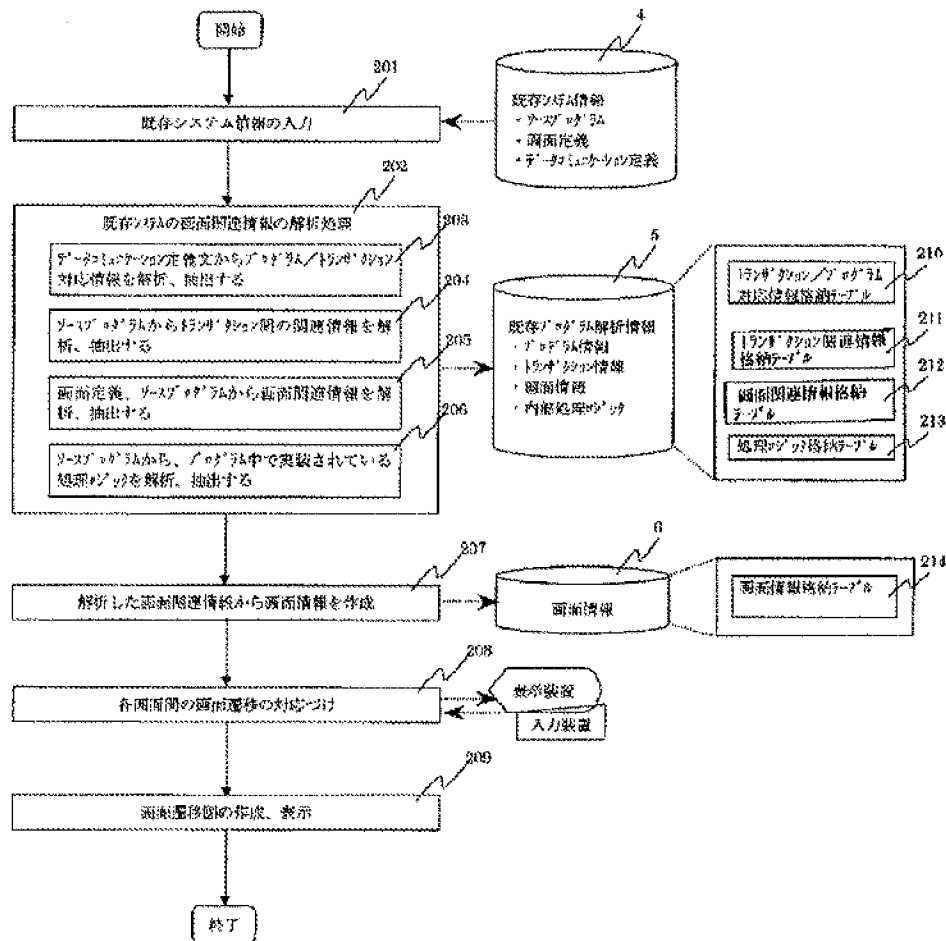 開始
4
201
既存システム情報の入力
既存システム情報
・ソースプログラム
・画面定義
・データコミュニケーション定義
202
既存システムの画面関連情報の解析処理
203
データコミュニケーション定義文からプログラム/トランザクション
対応情報を解析、抽出する
204
ソースプログラムからトランザクション間の関連情報を解
析、抽出する
205
画面定義、ソースプログラムから画面関連情報を解
析、抽出する
206
ソースプログラムから、プログラム中で実装されている
処理ロジックを解析、抽出する
5
既存プログラム解析情報
・プログラム情報
・トランザクション情報
・画面情報
・内部処理ロジック
210
トランザクション/プログラム
対応情報格納テーブル
211
トランザクション関連情報
格納テーブル
212
画面関連情報格納
テーブル
213
処理ロジック格納テーブル
207
解析した画面関連情報から画面情報を作成
6
画面情報
214
画面情報格納テーブル
208
各画面間の画面遷移の対応づけ
表示装置
入力装置
209
画面遷移図の作成、表示
終了